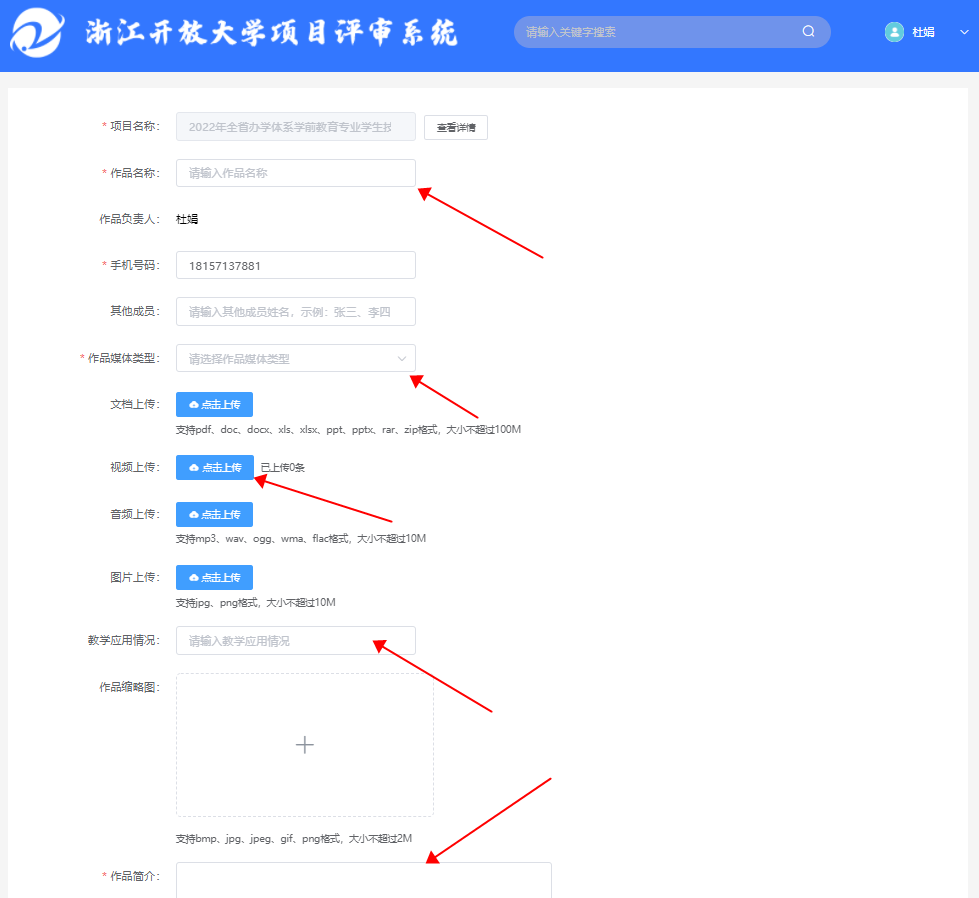 浙江开放大学项目评审系统
请输入关键字搜索
杜娟
* 项目名称: 2022年全省办学体系学前教育专业学生技 查看详情
* 作品名称: 请输入作品名称
作品负责人: 杜娟
* 手机号码: 18157137881
其他成员: 请输入其他成员姓名，示例：张三、李四
* 作品媒体类型: 请选择作品媒体类型
文档上传: 点击上传
支持pdf、doc、docx、xls、xlsx、ppt、pptx、rar、zip格式，大小不超过100M
视频上传: 点击上传 已上传0条
音频上传: 点击上传
支持mp3、wav、ogg、wma、flac格式，大小不超过10M
图片上传: 点击上传
支持jpg、png格式，大小不超过10M
教学应用情况: 请输入教学应用情况
作品缩略图:
支持bmp、jpg、jpeg、gif、png格式，大小不超过2M
* 作品简介: